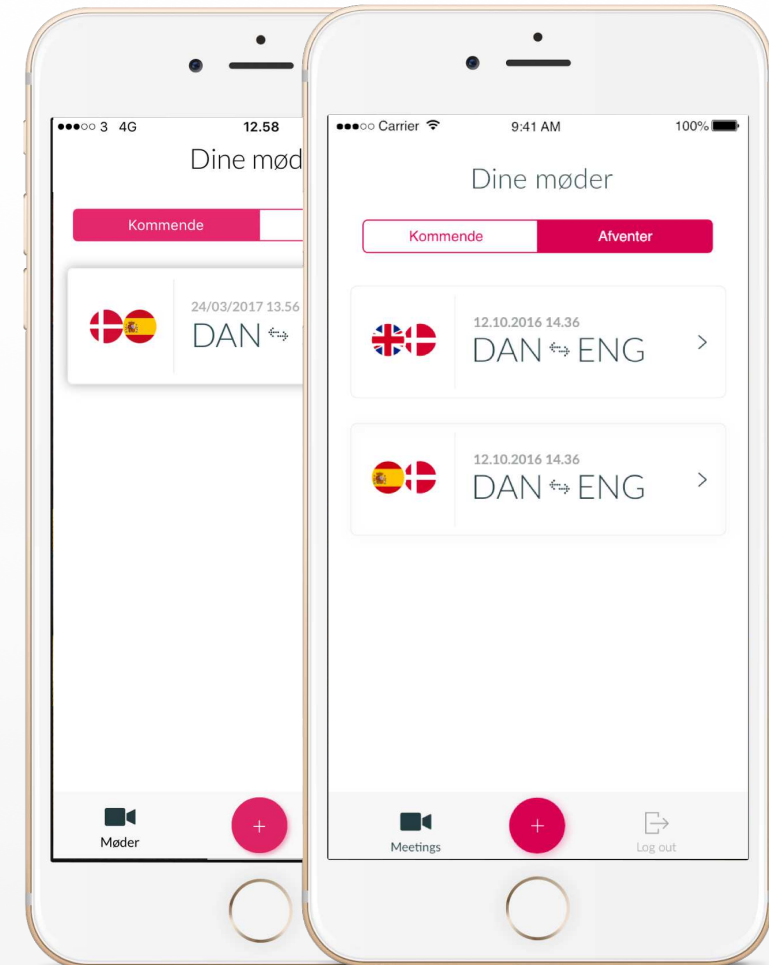 3 4G 12.58
Dine mød
Kommende
24/03/2017 13.56
DAN
Møder
+
Carrier 9:41 AM 100%
Dine møder
Kommende Afventer
12.10.2016 14.36
DAN ENG
12.10.2016 14.36
DAN ENG
Meetings
+
Log out